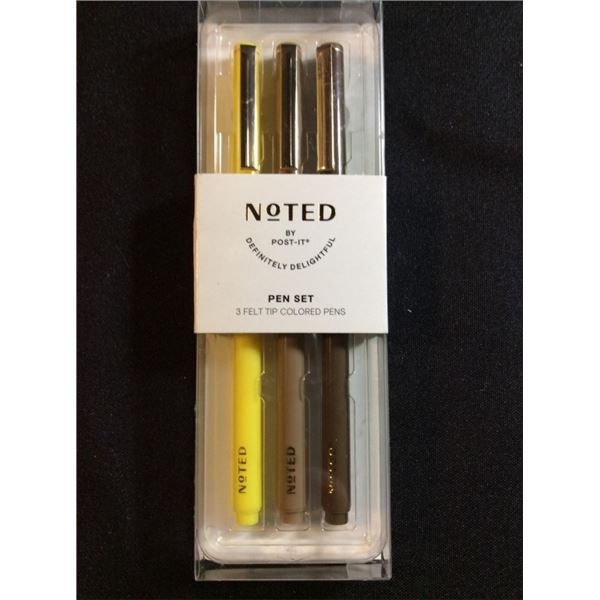 NoTED
BY
POST-IT®
DEFINITELY DELIGHTFUL
PEN SET
3 FELT TIP COLORED PENS
NoTED
NoTED
NoTED